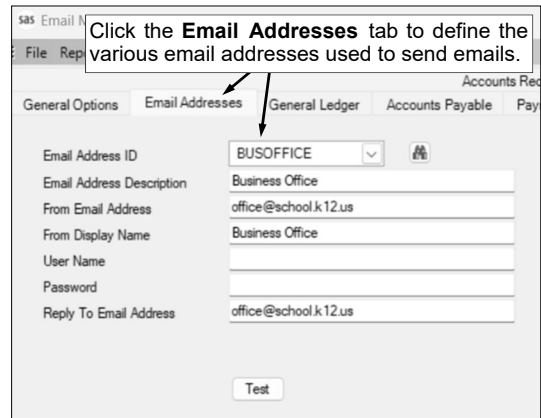 sas Email M
Click the Email Addresses tab to define the
various email addresses used to send emails.
File Rep
Accounts Rec
General Options Email Addresses General Ledger Accounts Payable Pay
Email Address ID BUSOFFICE
Email Address Description Business Office
From Email Address office@school.k12.us
From Display Name Business Office
User Name
Password
Reply To Email Address office@school.k12.us
Test